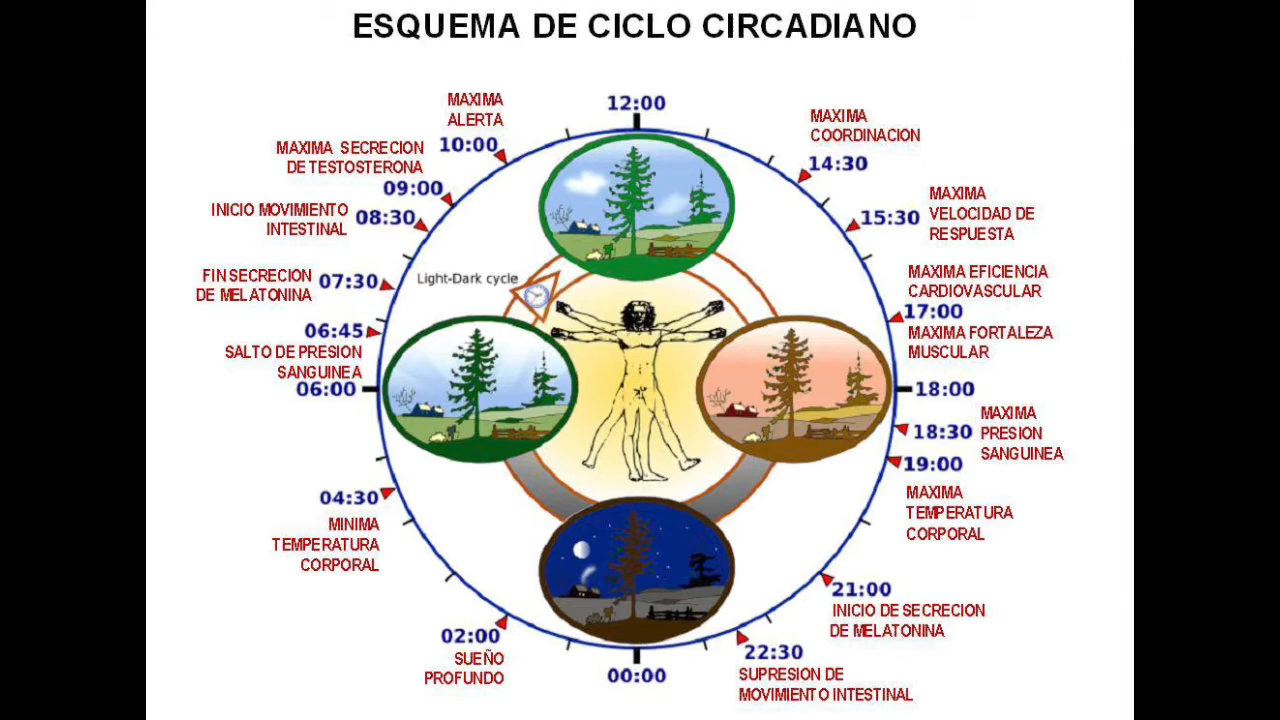 ESQUEMA DE CICLO CIRCADIANO
12:00
MAXIMA
ALERTA
10:00
MAXIMA SECRECION
DE TESTOSTERONA
09:00
INICIO MOVIMIENTO
INTESTINAL
08:30
FIN SECRECION
DE MELATONINA
07:30
Light-Dark cycle
06:45
SALTO DE PRESION
SANGUINEA
06:00
04:30
MINIMA
TEMPERATURA
CORPORAL
02:00
SUEÑO
PROFUNDO
00:00
MAXIMA
COORDINACION
14:30
MAXIMA
VELOCIDAD DE
RESPUESTA
15:30
MAXIMA EFICIENCIA
CARDIOVASCULAR
17:00
MAXIMA FORTALEZA
MUSCULAR
18:00
MAXIMA
PRESION
SANGUINEA
18:30
19:00
MAXIMA
TEMPERATURA
CORPORAL
21:00
INICIO DE SECRECION
DE MELATONINA
22:30
SUPRESION DE
MOVIMIENTO INTESTINAL